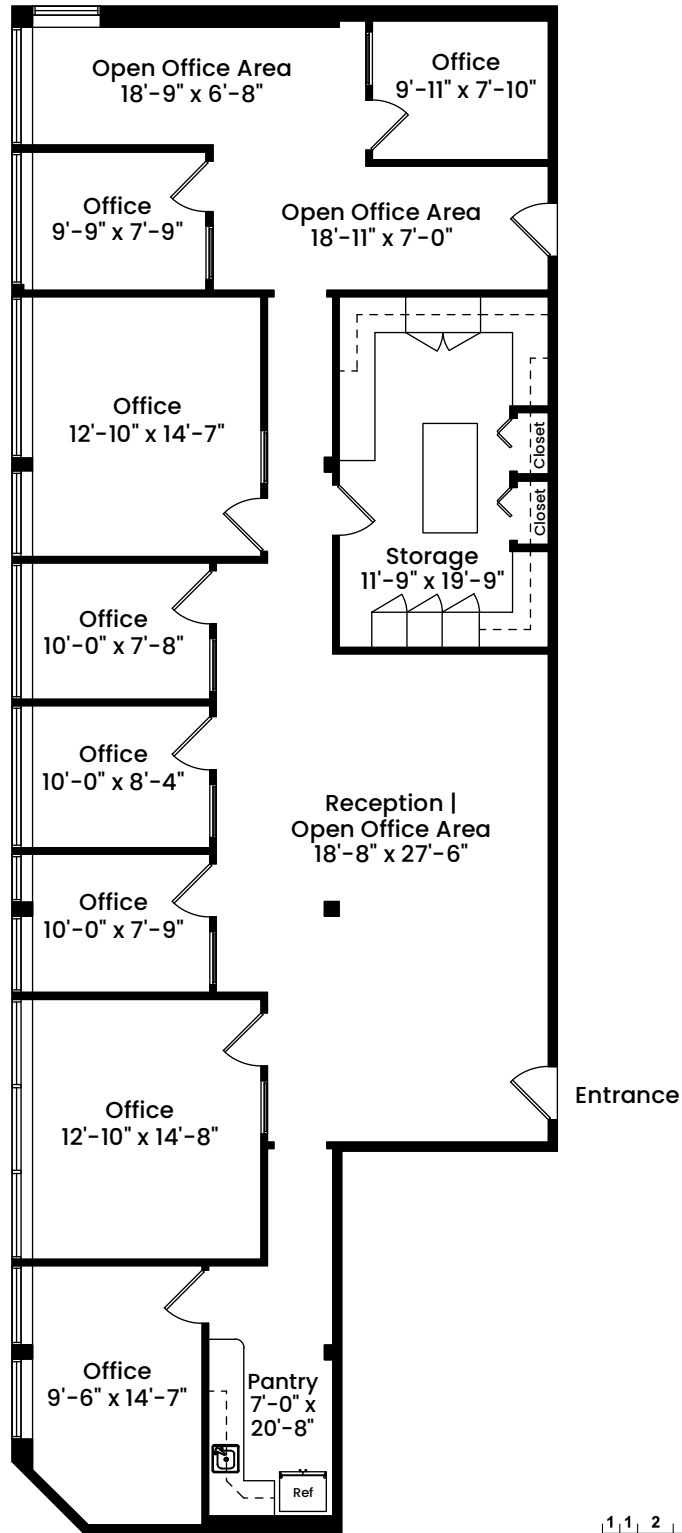 Open Office Area
18'-9" x 6'-8"
Office
9'-11" x 7'-10"
Office
9'-9" x 7'-9"
Open Office Area
18'-11" x 7'-0"
Office
12'-10" x 14'-7"
Closet
Closet
Storage
11'-9" x 19'-9"
Office
10'-0" x 7'-8"
Office
10'-0" x 8'-4"
Reception |
Open Office Area
18'-8" x 27'-6"
Office
10'-0" x 7'-9"
Entrance
Office
12'-10" x 14'-8"
Office
9'-6" x 14'-7"
Pantry
7'-0" x
20'-8"
Ref
1 1 2